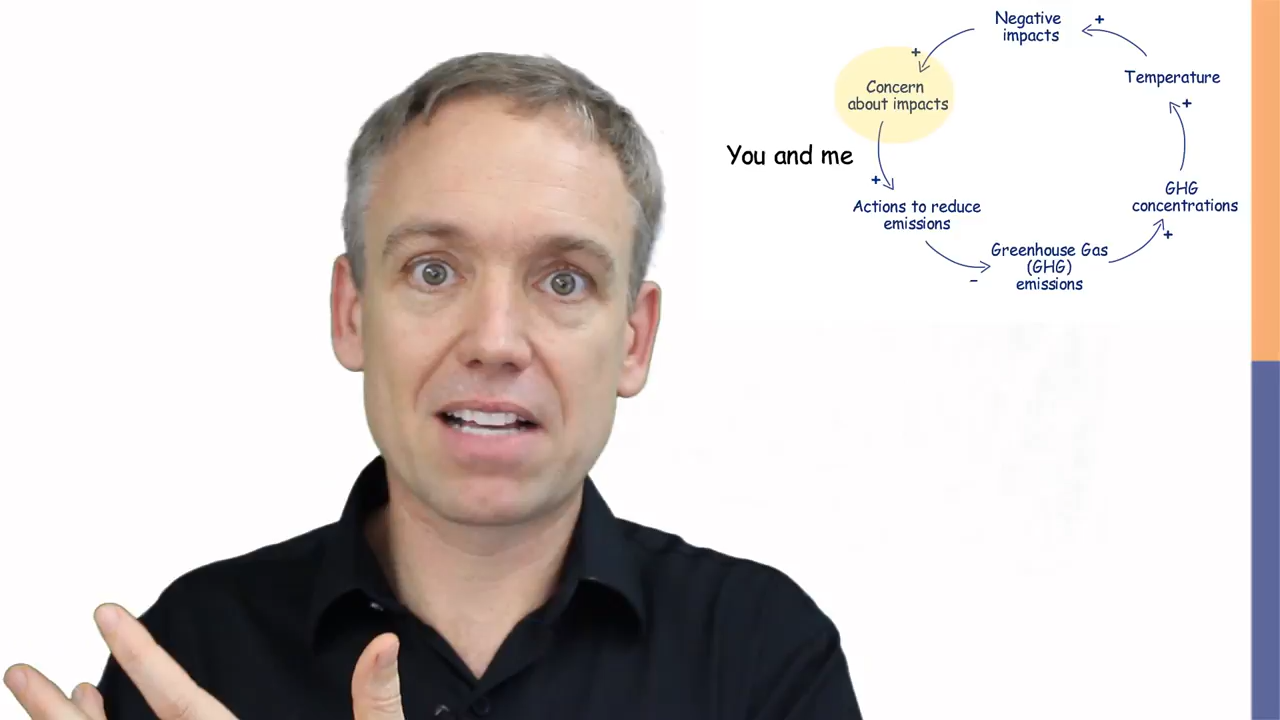 Negative
impacts
+
+
Concern
about impacts
Temperature
+
You and me
+
Actions to reduce
emissions
GHG
concentrations
+
Greenhouse Gas
(GHG)
emissions
-